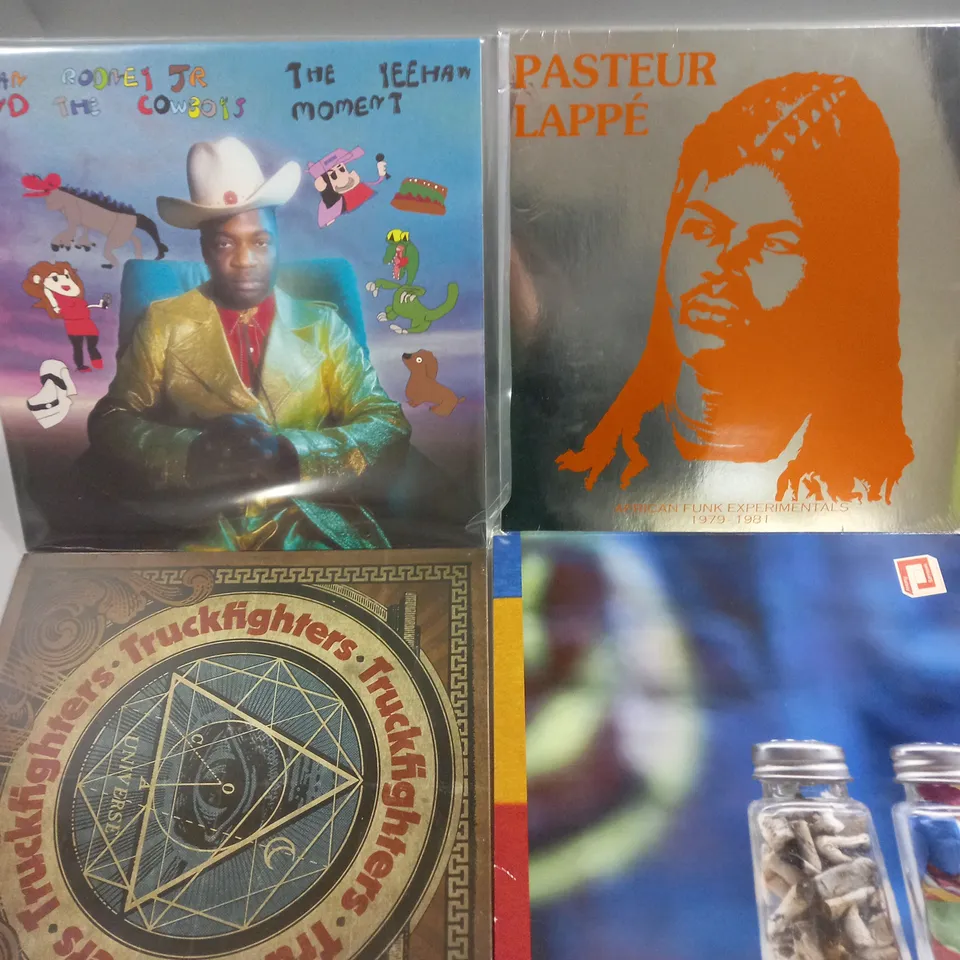 RODNEY JR
THE COWBOYS
THE YEEHAW
MOMENT
PASTEUR
LAPPÉ
AFRICAN FUNK EXPERIMENTALS
1979-1981
Truckfighters · Truckfighters · Truckfighters · Truckfighters
UNIVERSE